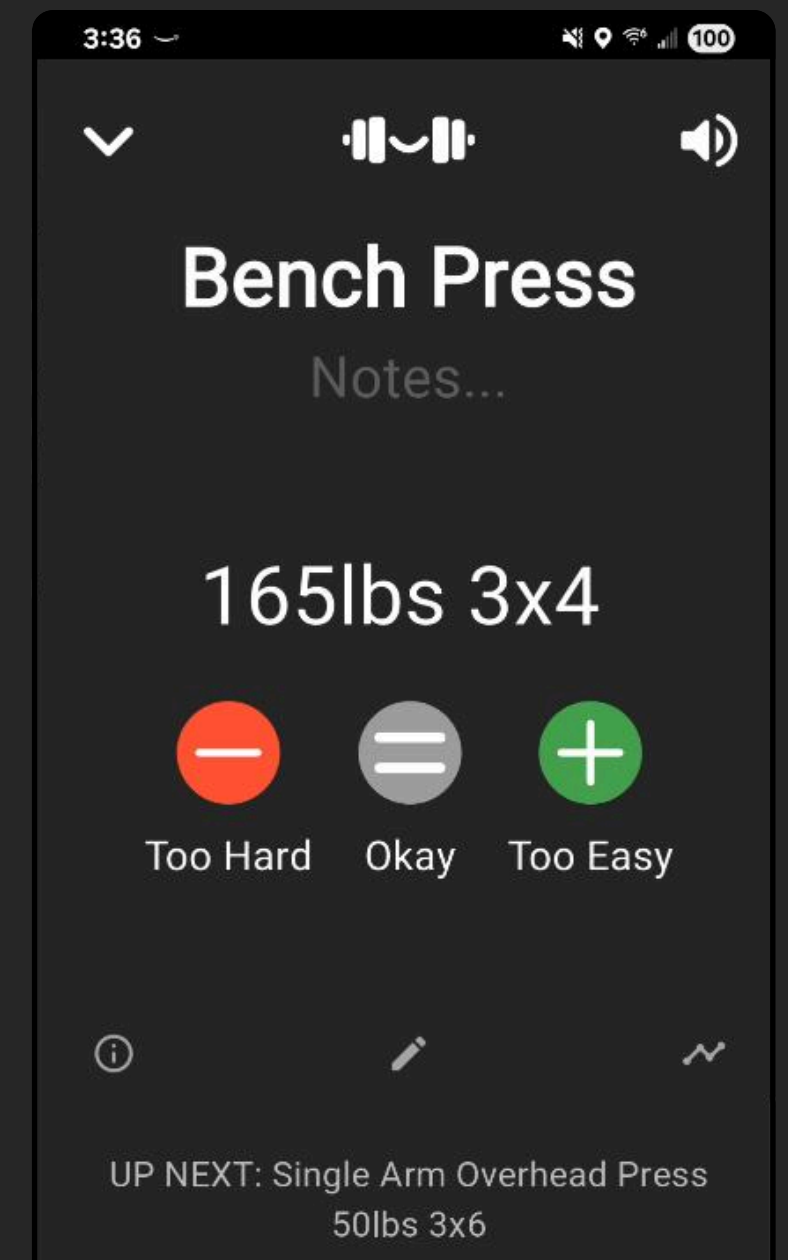 3:36
100
Bench Press
Notes...
165lbs 3x4
Too Hard Okay Too Easy
UP NEXT: Single Arm Overhead Press
50lbs 3x6